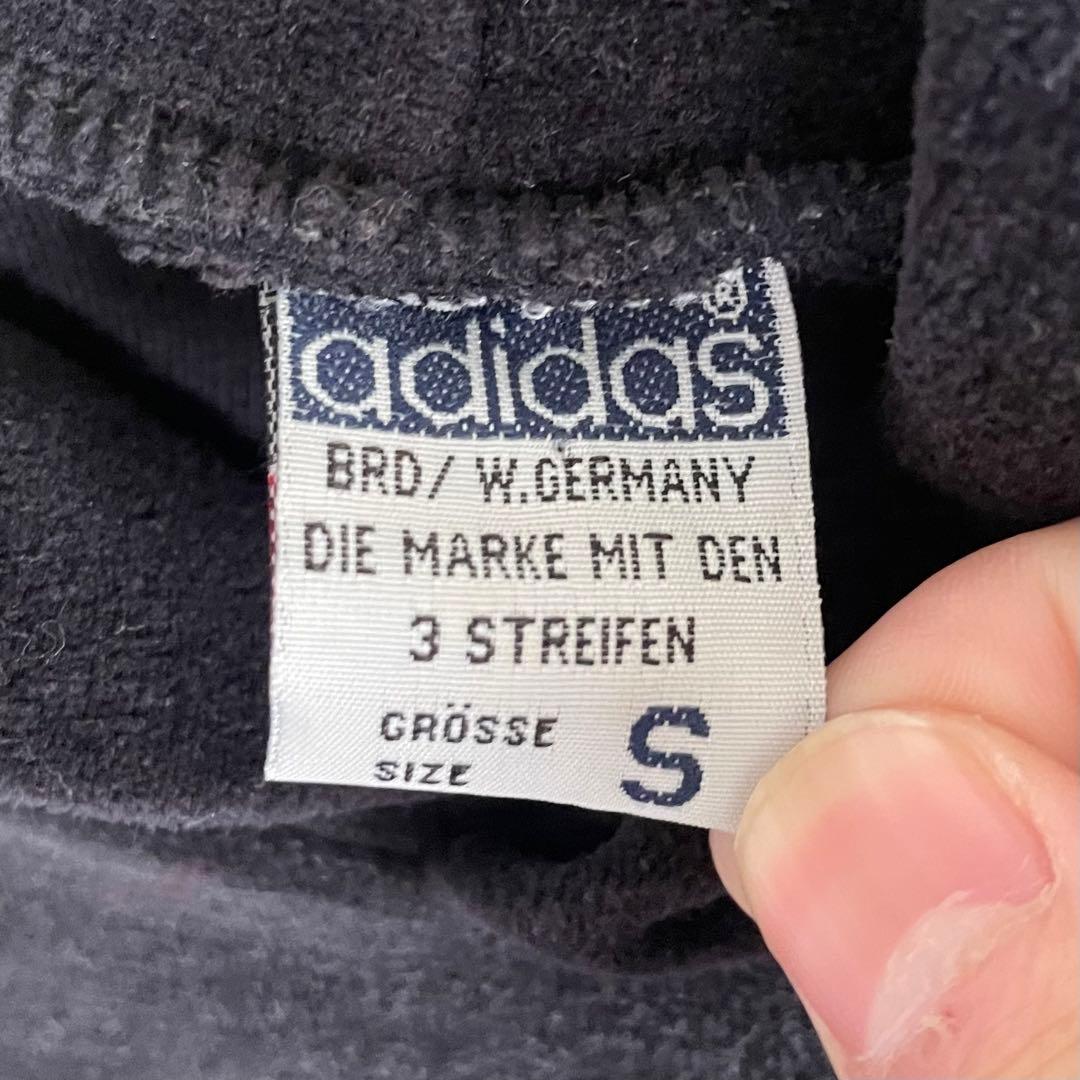 adidas®
BRD/ W.GERMANY
DIE MARKE MIT DEN
3 STREIFEN
GRÖSSE
SIZE
S